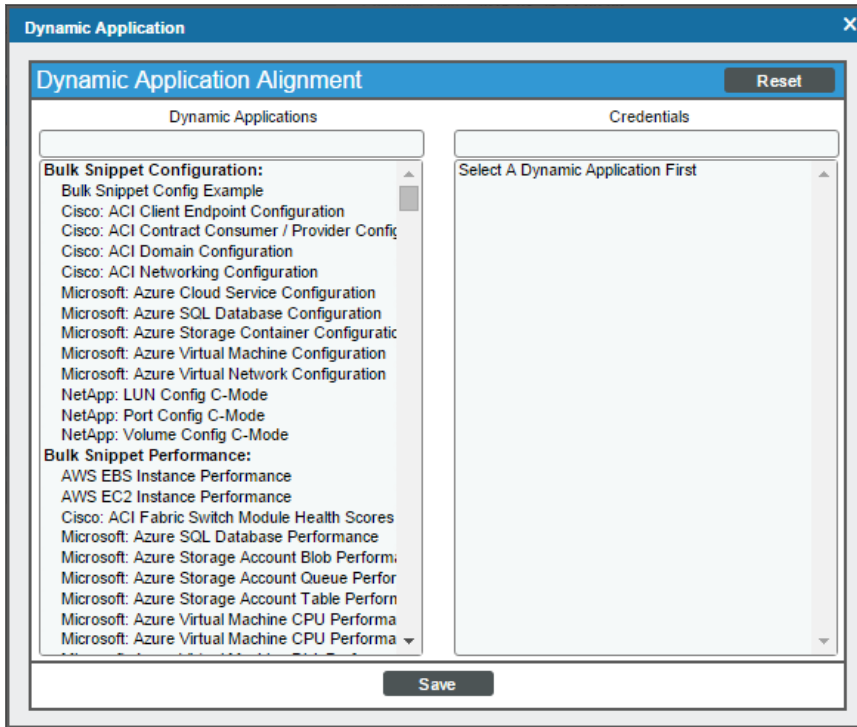 Dynamic Application
Dynamic Application Alignment
Reset
Dynamic Applications
Credentials
Bulk Snippet Configuration:
Bulk Snippet Config Example
Cisco: ACI Client Endpoint Configuration
Cisco: ACI Contract Consumer / Provider Config
Cisco: ACI Domain Configuration
Cisco: ACI Networking Configuration
Microsoft: Azure Cloud Service Configuration
Microsoft: Azure SQL Database Configuration
Microsoft: Azure Storage Container Configuratic
Microsoft: Azure Virtual Machine Configuration
Microsoft: Azure Virtual Network Configuration
NetApp: LUN Config C-Mode
NetApp: Port Config C-Mode
NetApp: Volume Config C-Mode
Bulk Snippet Performance:
AWS EBS Instance Performance
AWS EC2 Instance Performance
Cisco: ACI Fabric Switch Module Health Scores
Microsoft: Azure SQL Database Performance
Microsoft: Azure Storage Account Blob Performa
Microsoft: Azure Storage Account Queue Perfor
Microsoft: Azure Storage Account Table Perforn
Microsoft: Azure Virtual Machine CPU Performa
Microsoft: Azure Virtual Machine CPU Performa
Select A Dynamic Application First
Save